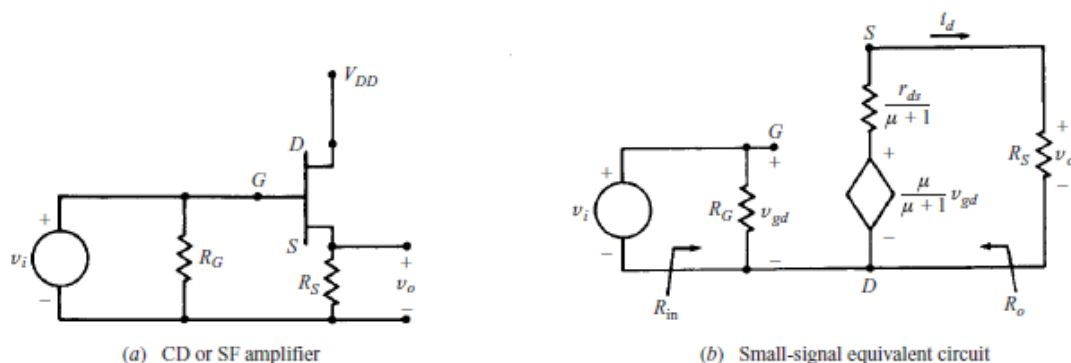 V_DD
D
G
S
+
v_i
−
R_G
R_S
+
v_o
−
(a) CD or SF amplifier
i_d
S
r_ds
μ + 1
G
+
v_i
−
R_G
+
v_gd
−
R_in
+
μ
μ + 1
v_gd
−
D
R_S
+
v_o
−
R_o
(b) Small-signal equivalent circuit